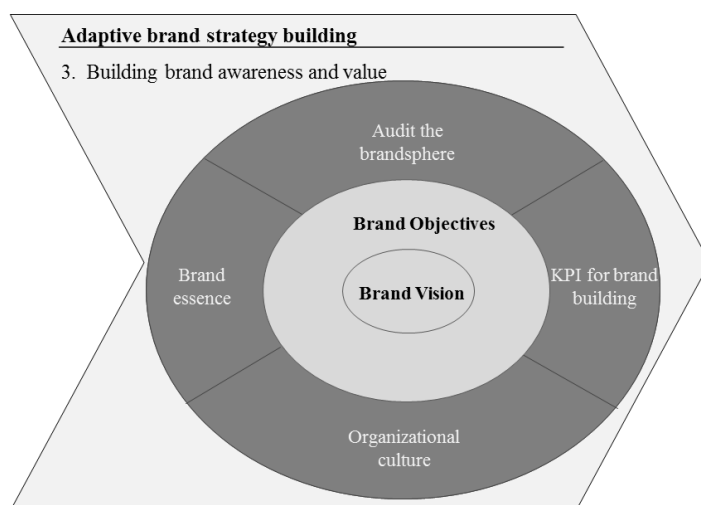 Adaptive brand strategy building
3. Building brand awareness and value
Audit the
brandsphere
Brand Objectives
Brand
essence
Brand Vision
KPI for brand
building
Organizational
culture